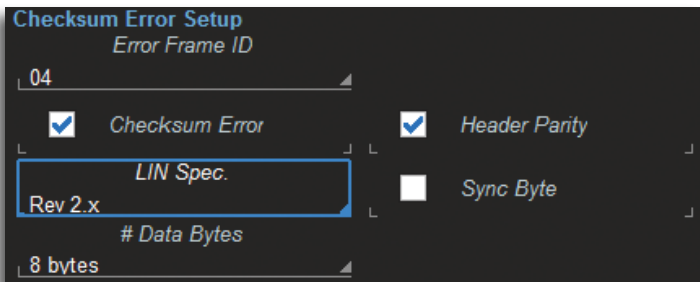 Checksum Error Setup
Error Frame ID
04
Checksum Error
Header Parity
LIN Spec.
Rev 2.x
Sync Byte
# Data Bytes
8 bytes